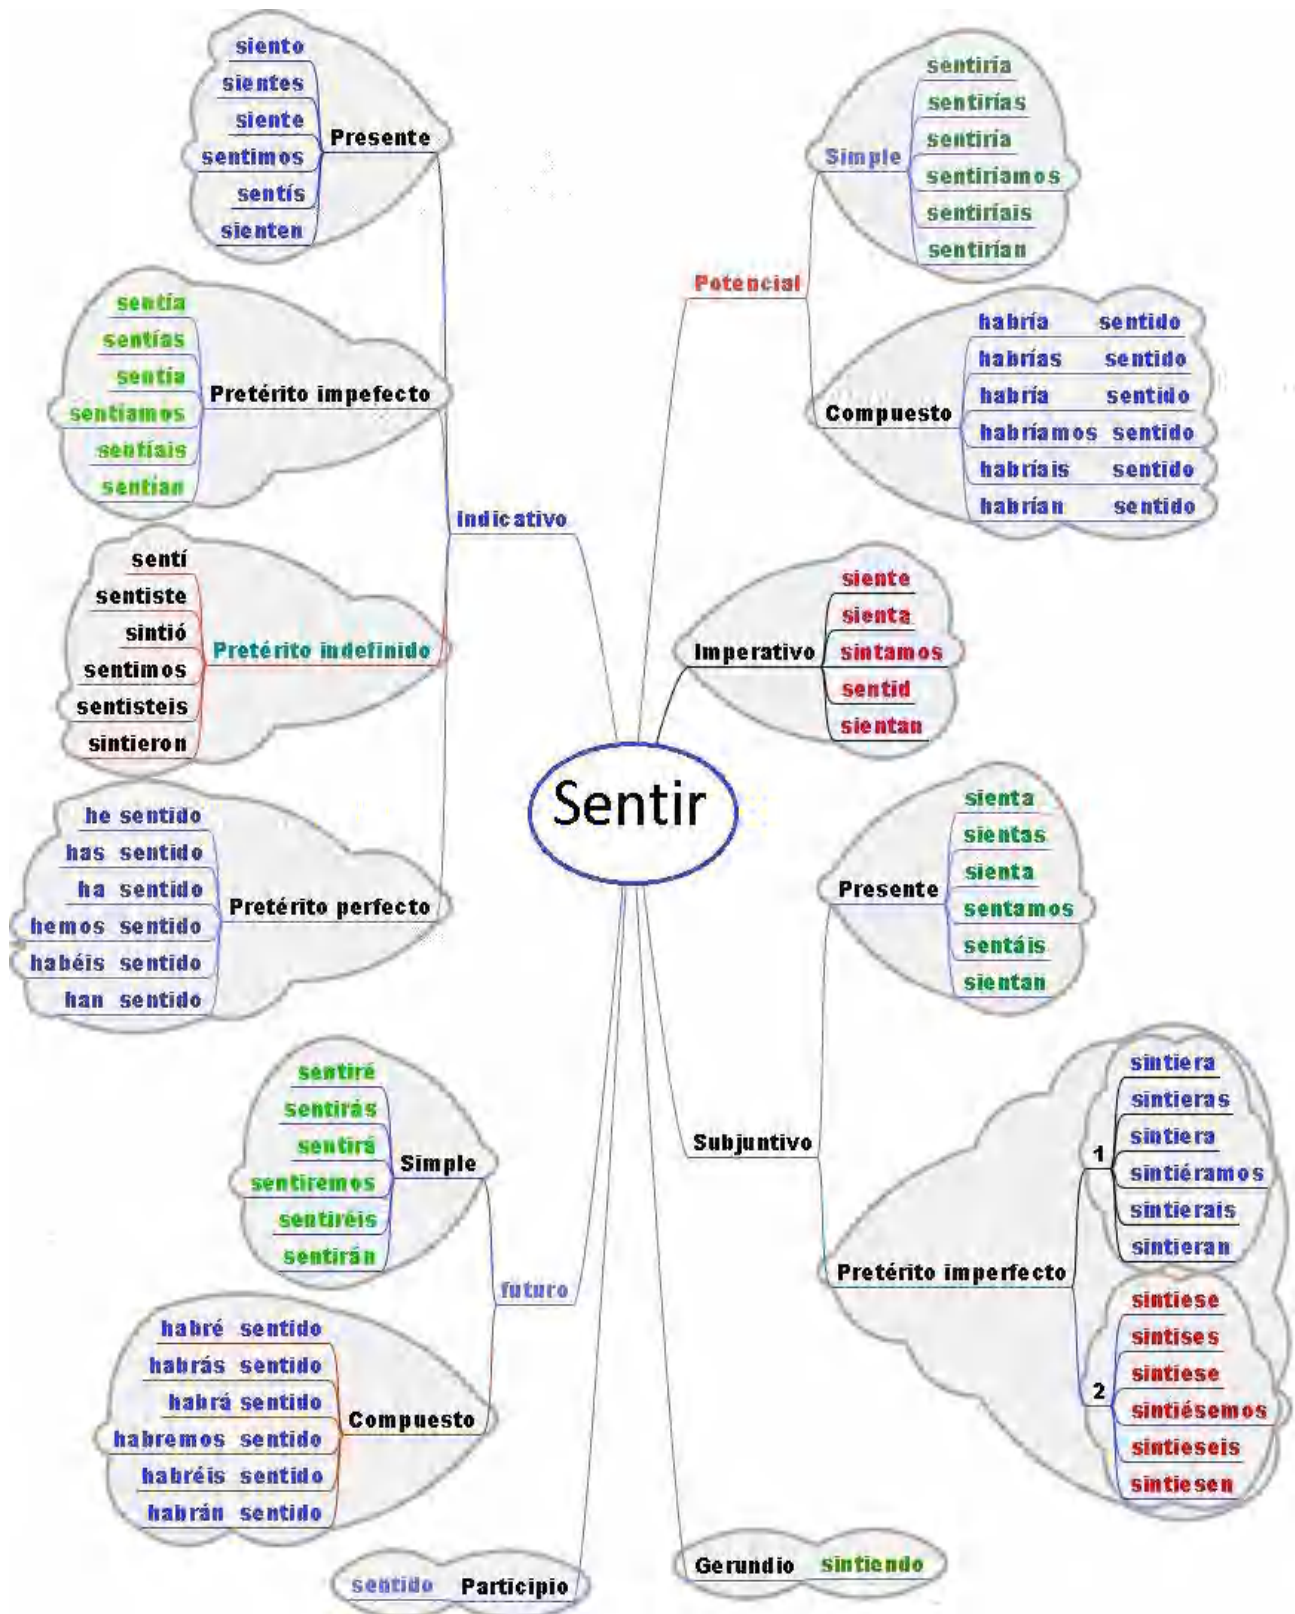 siento
sientes
siente
sentimos
sentís
sienten
Presente
sentía
sentías
sentía
sentíamos
sentíais
sentían
Pretérito impefecto
sentí
sentiste
sintió
sentimos
sentisteis
sintieron
Pretérito indefinido
he sentido
has sentido
ha sentido
hemos sentido
habéis sentido
han sentido
Pretérito perfecto
Indicativo
sentiré
sentirás
sentirá
sentiremos
sentiréis
sentirán
Simple
habré sentido
habrás sentido
habrá sentido
habremos sentido
habréis sentido
habrán sentido
Compuesto
futuro
sentido Participio
Sentir
Potencial
Simple
sentiría
sentirías
sentiría
sentiríamos
sentiríais
sentirían
Compuesto
habría sentido
habrías sentido
habría sentido
habríamos sentido
habríais sentido
habrían sentido
Imperativo
siente
sienta
sintamos
sentid
sientan
Subjuntivo
Presente
sienta
sientas
sienta
sentamos
sentáis
sientan
Pretérito imperfecto
1
sintiera
sintieras
sintiera
sintiéramos
sintierais
sintieran
2
sintiese
sintises
sintiese
sintiésemos
sintieseis
sintiesen
Gerundio sintiendo